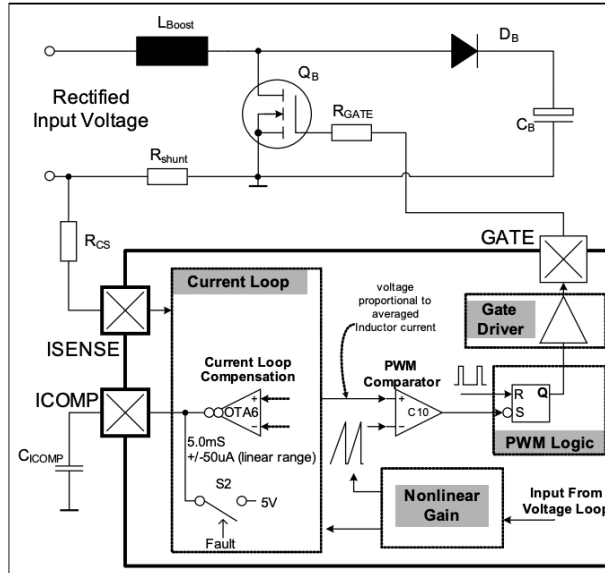 LBoost
DB
QB
Rectified
Input Voltage
RGATE
CB
Rshunt
RCS
GATE
Current Loop
voltage
proportional to
averaged
Inductor current
Gate
Driver
ISENSE
Current Loop
Compensation
PWM
Comparator
ICOMP
OTA6
+
−
+
−
C10
R
S
Q
PWM Logic
5.0mS
+/-50uA (linear range)
CICOMP
S2
5V
Fault
Nonlinear
Gain
Input From
Voltage Loop